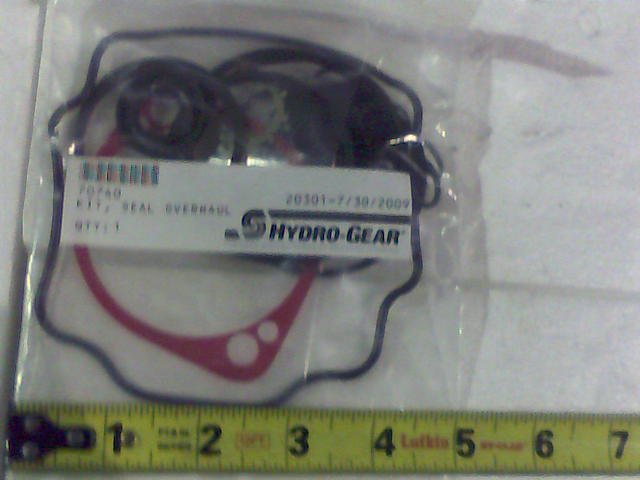 70740
20301-7/30/2009
KIT, SEAL OVERHAUL
QTY:1
HYDRO-GEAR
1 2 3 4 Lufkin 5 6 7